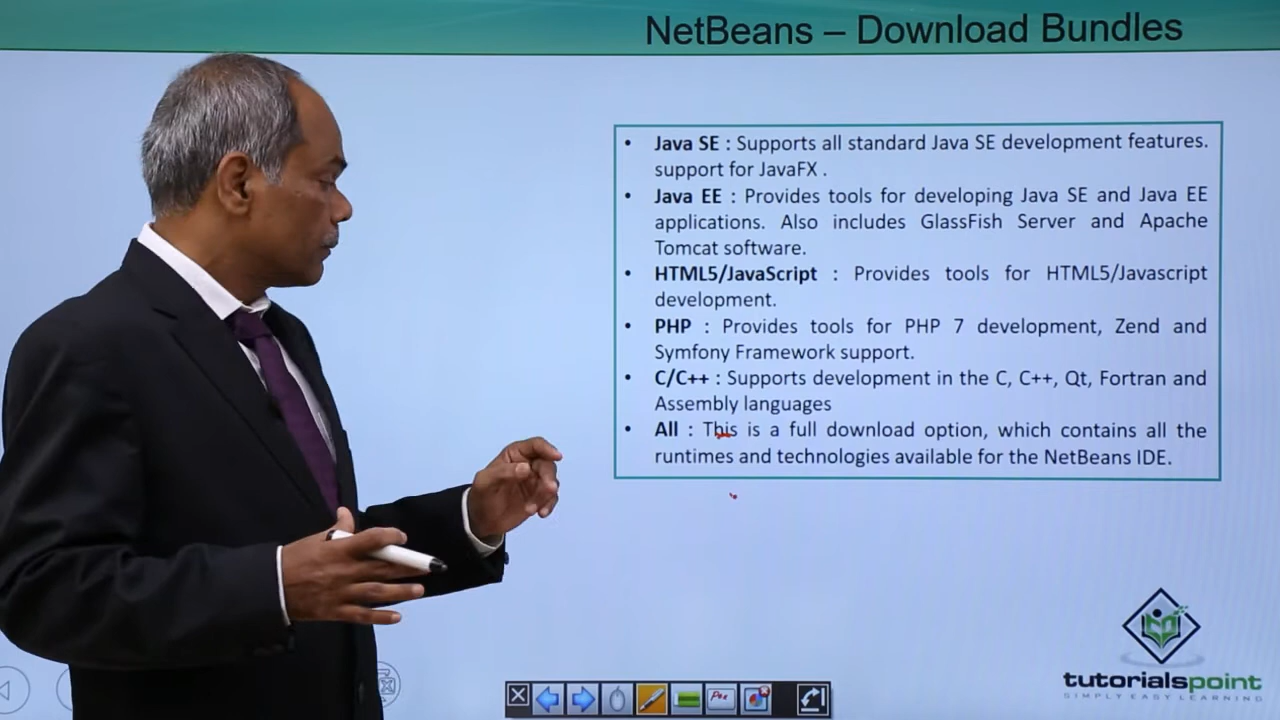 NetBeans – Download Bundles
• Java SE : Supports all standard Java SE development features.
support for JavaFX .
• Java EE : Provides tools for developing Java SE and Java EE
applications. Also includes GlassFish Server and Apache
Tomcat software.
• HTML5/JavaScript : Provides tools for HTML5/Javascript
development.
• PHP : Provides tools for PHP 7 development, Zend and
Symfony Framework support.
• C/C++ : Supports development in the C, C++, Qt, Fortran and
Assembly languages
• All : This is a full download option, which contains all the
runtimes and technologies available for the NetBeans IDE.
tutorialspoint
SIMPLY EASY LEARNING